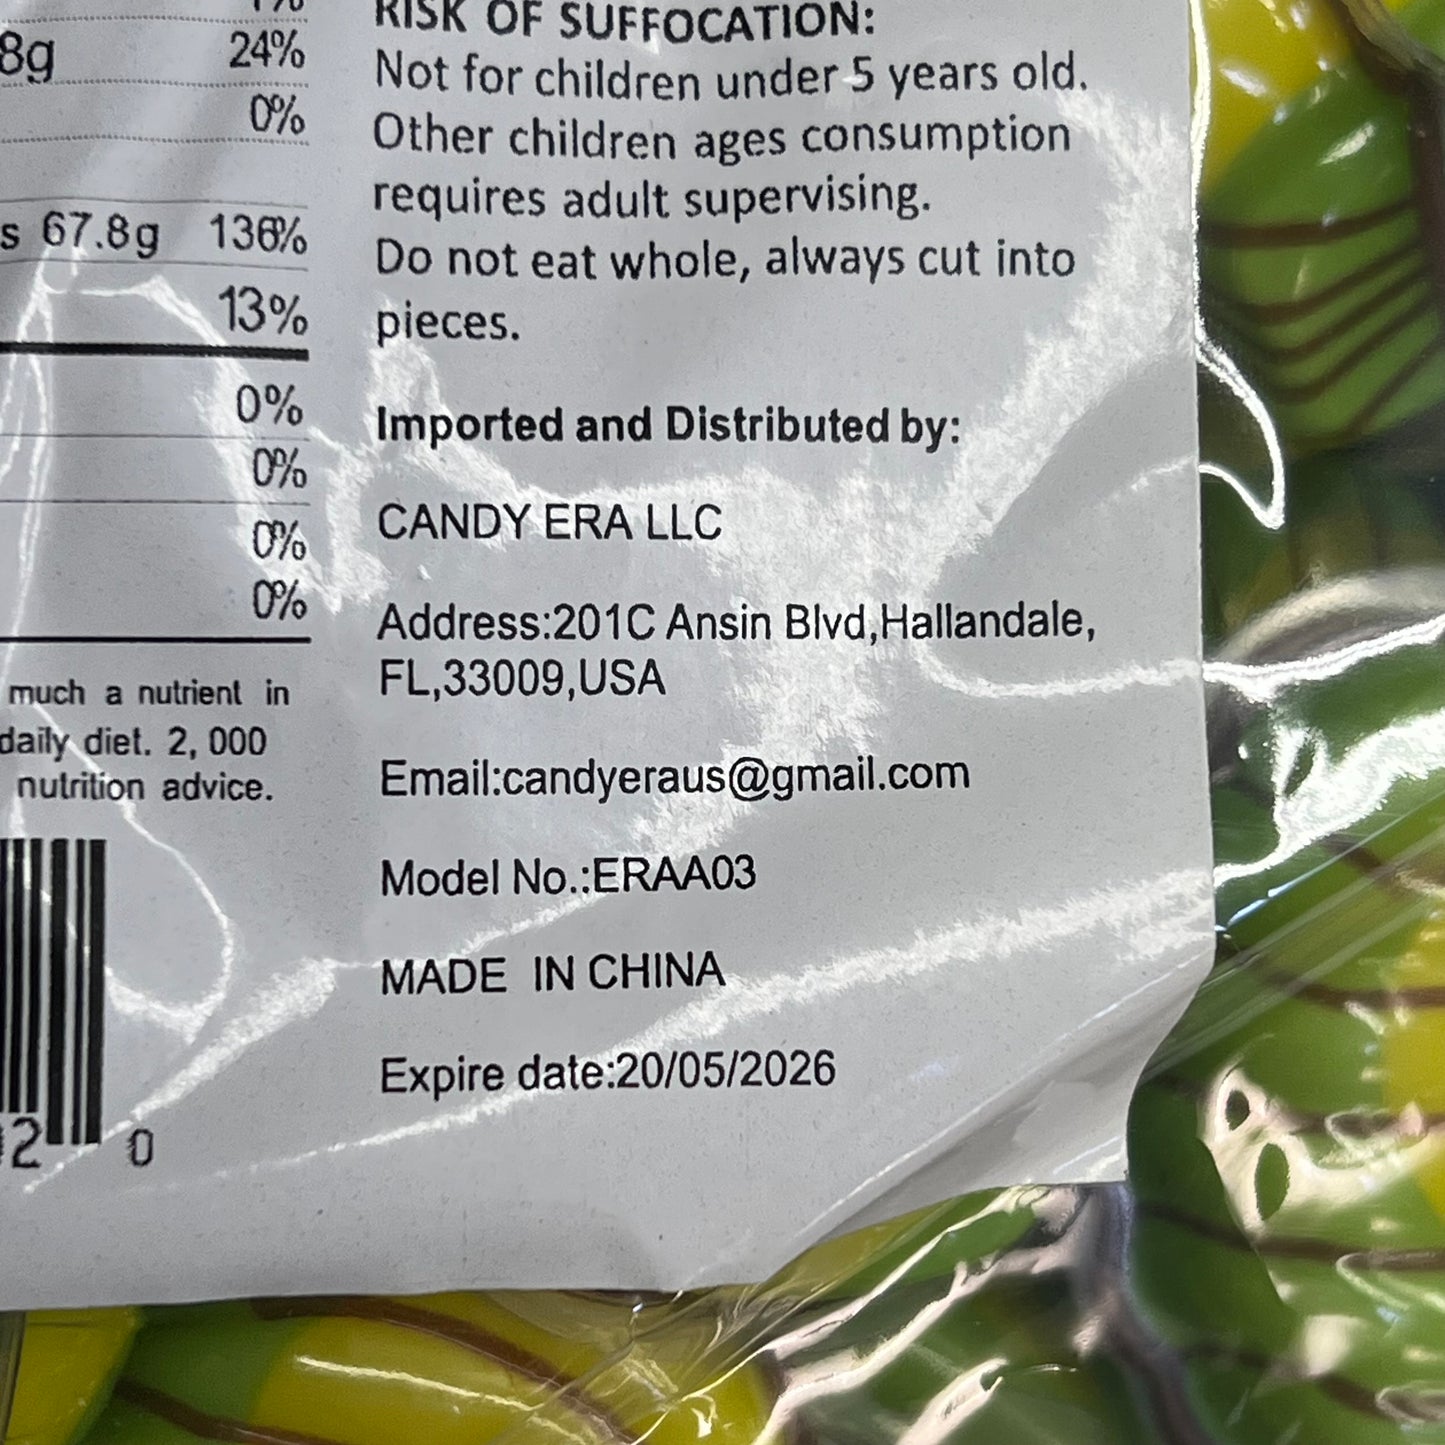 8g 24%
0%
s 67.8g 136%
13%
0%
0%
0%
0%
much a nutrient in
daily diet. 2, 000
nutrition advice.
2 0
RISK OF SUFFOCATION:
Not for children under 5 years old.
Other children ages consumption
requires adult supervising.
Do not eat whole, always cut into
pieces.
Imported and Distributed by:
CANDY ERA LLC
Address:201C Ansin Blvd,Hallandale,
FL,33009,USA
Email:candyeraus@gmail.com
Model No.:ERAA03
MADE IN CHINA
Expire date:20/05/2026